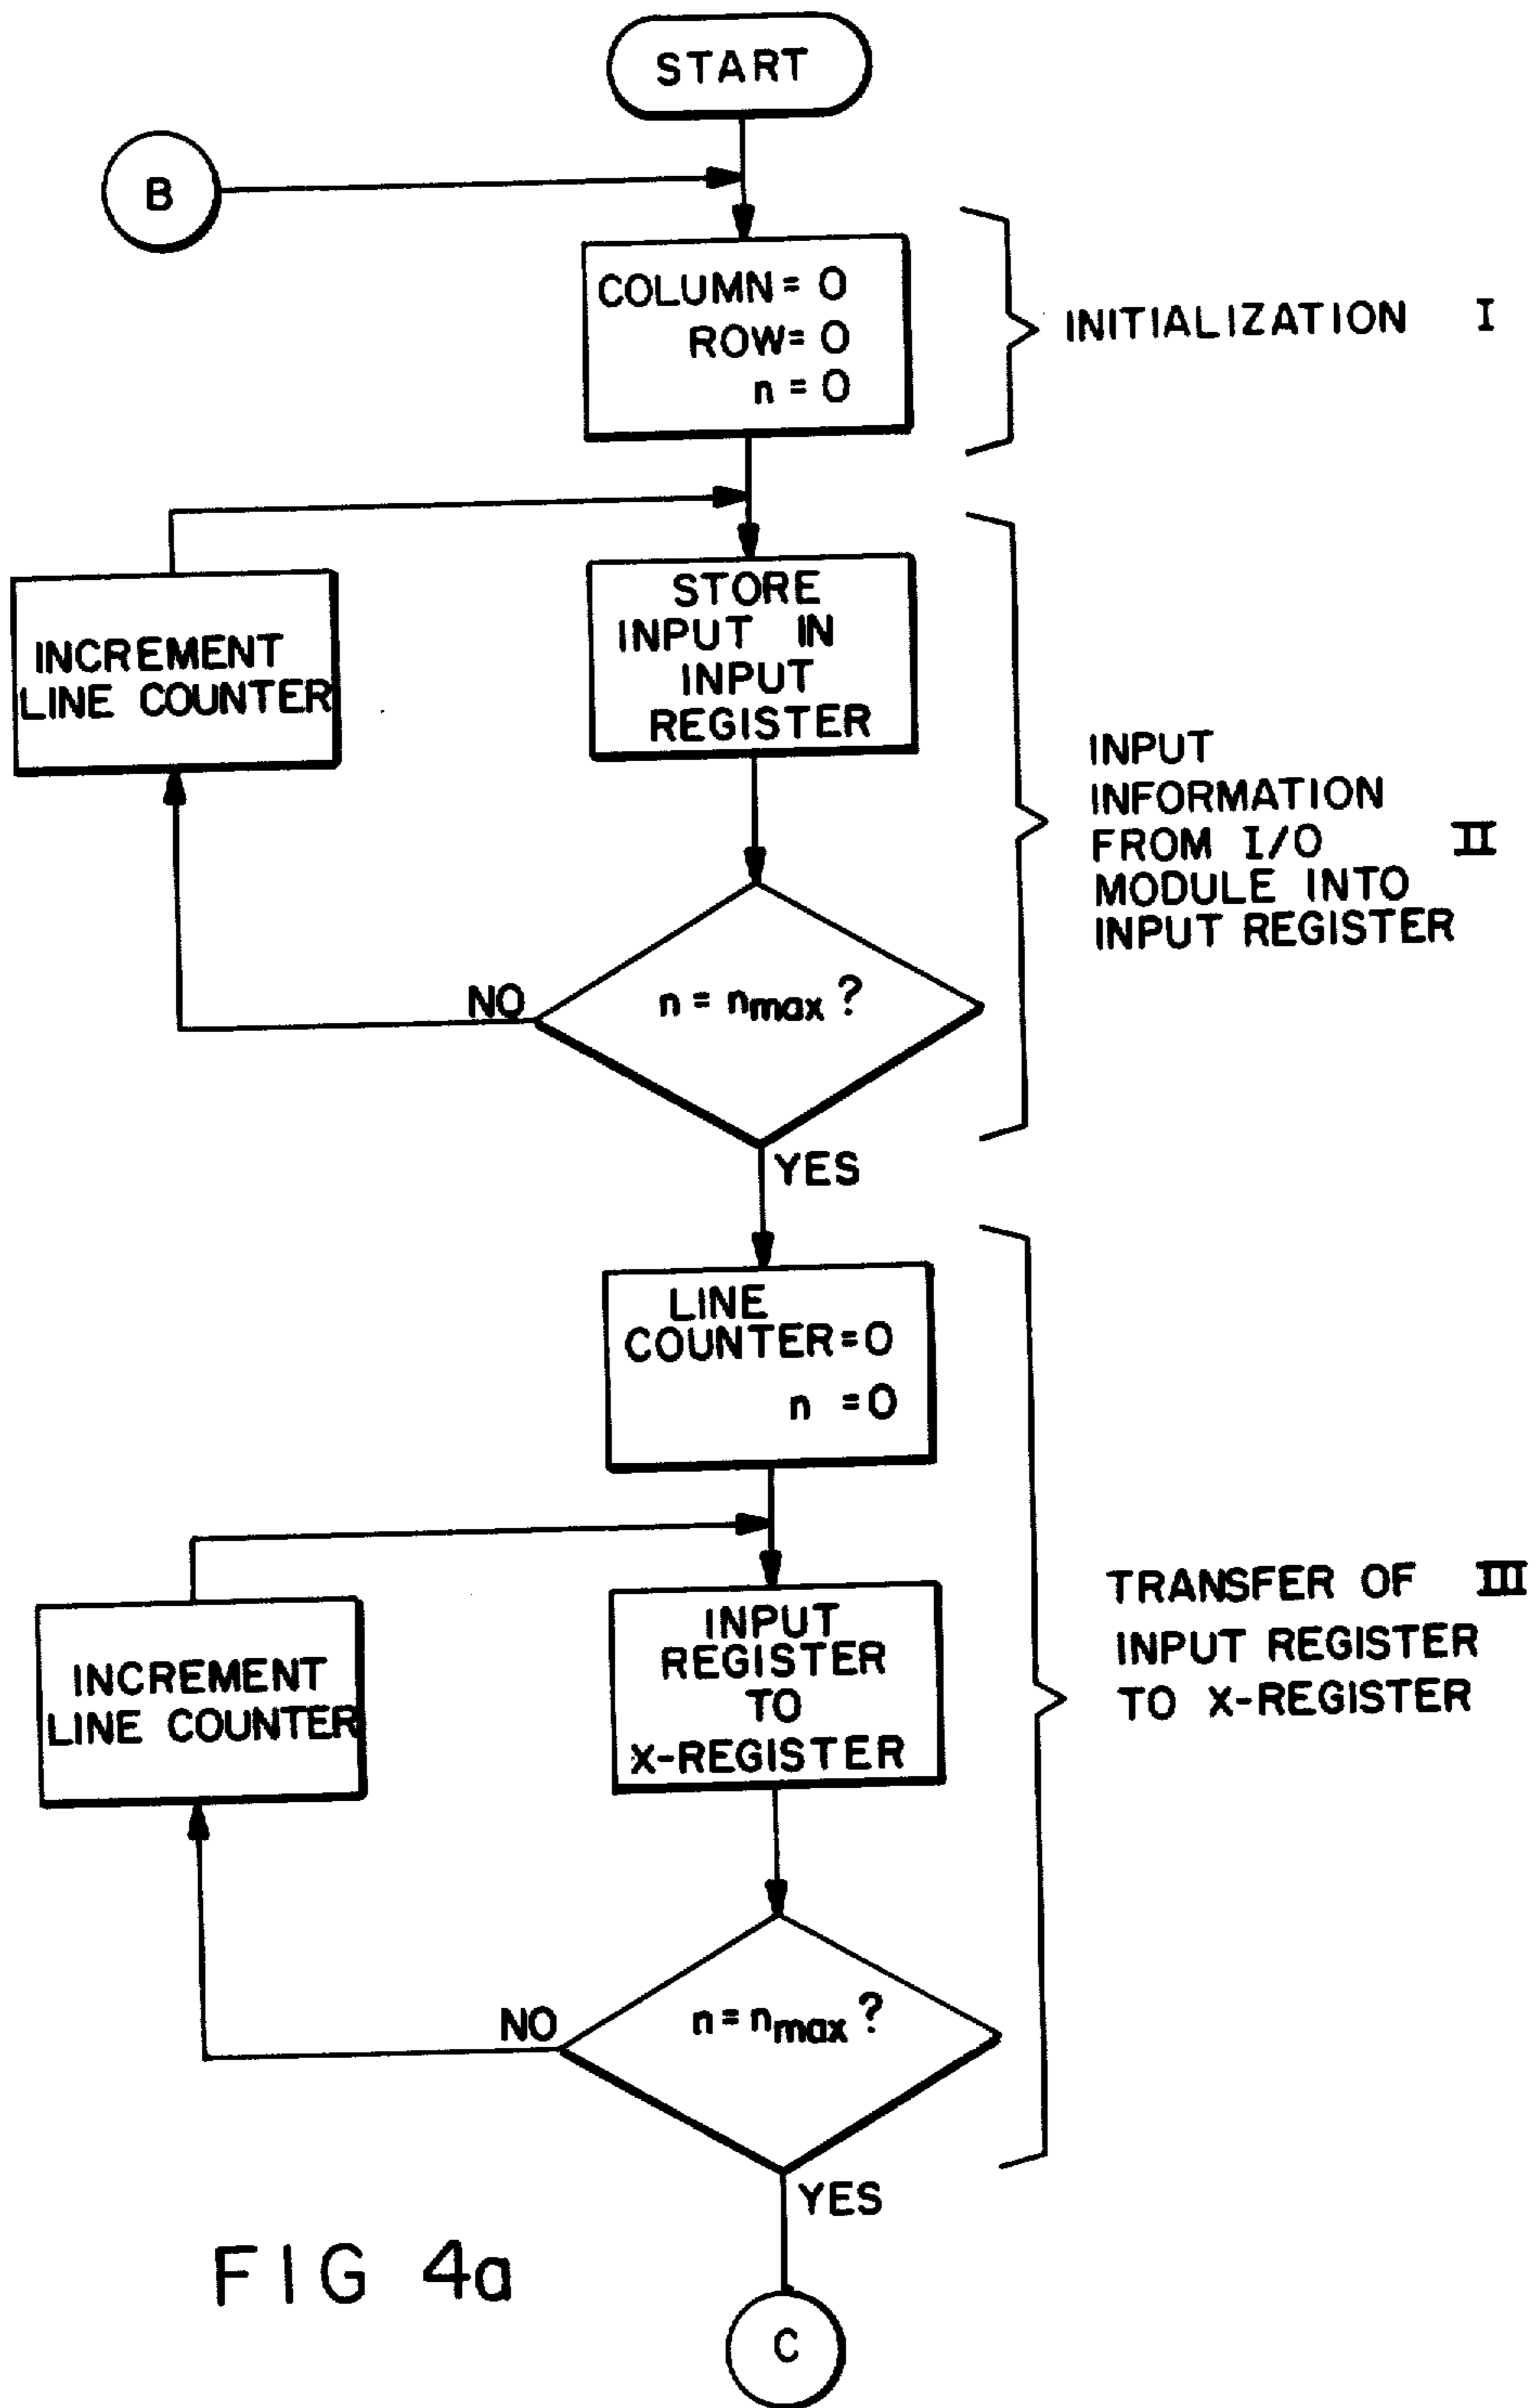 START
B
COLUMN = 0
ROW = 0
n = 0
INITIALIZATION I
INCREMENT
LINE COUNTER
STORE
INPUT IN
INPUT
REGISTER
INPUT
INFORMATION
FROM I/O II
MODULE INTO
INPUT REGISTER
NO
n = nmax ?
YES
LINE
COUNTER = 0
n = 0
INCREMENT
LINE COUNTER
INPUT
REGISTER
TO
X-REGISTER
TRANSFER OF III
INPUT REGISTER
TO X-REGISTER
NO
n = nmax ?
YES
FIG 4a
C